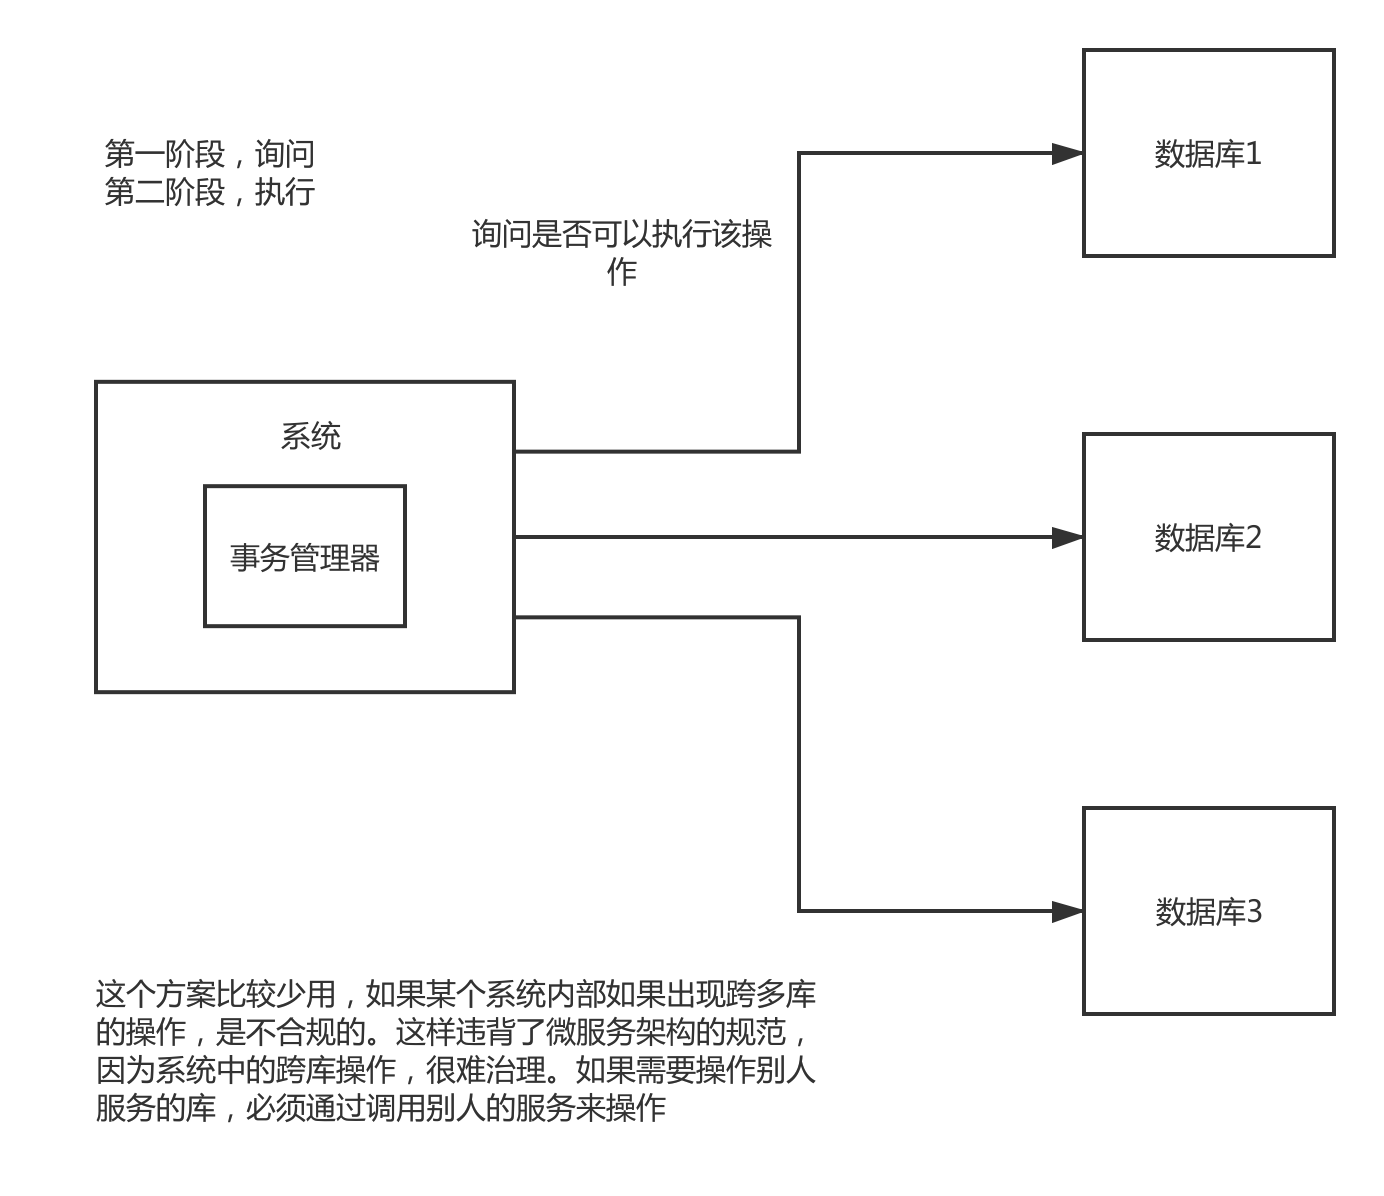 第一阶段，询问
第二阶段，执行
询问是否可以执行该操
作
数据库1
系统
事务管理器
数据库2
数据库3
这个方案比较少用，如果某个系统内部如果出现跨多库
的操作，是不合规的。这样违背了微服务架构的规范，
因为系统中的跨库操作，很难治理。如果需要操作别人
服务的库，必须通过调用别人的服务来操作